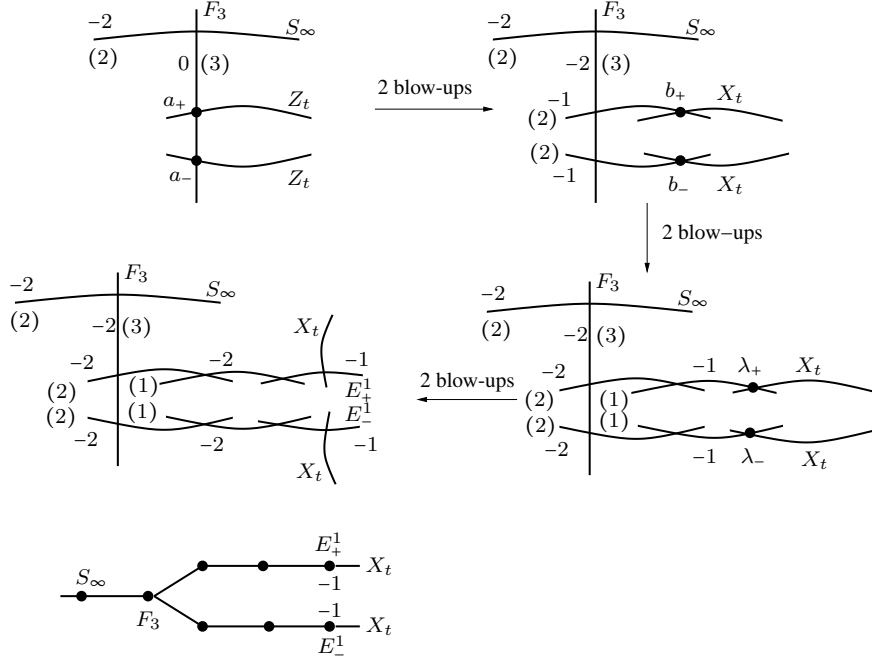 −2 F₃ S∞
(2)
0 (3)
a₊ Zₜ
a₋ Zₜ
2 blow-ups
−2 F₃ S∞
(2)
−2 (3)
−1 b₊ Xₜ
(2)
(2)
−1 b₋ Xₜ
2 blow−ups
−2 F₃ S∞
(2)
−2 (3)
Xₜ
−2 −2 −1
(2) (1) E¹₊
(2) (1) E¹₋
−2 −2 −1
Xₜ
2 blow-ups
−2 F₃ S∞
(2)
−2 (3)
−2 −1 λ₊ Xₜ
(2) (1)
(2) (1)
−2 −1 λ₋ Xₜ
E¹₊
Xₜ
S∞ −1
F₃ −1
Xₜ
E¹₋